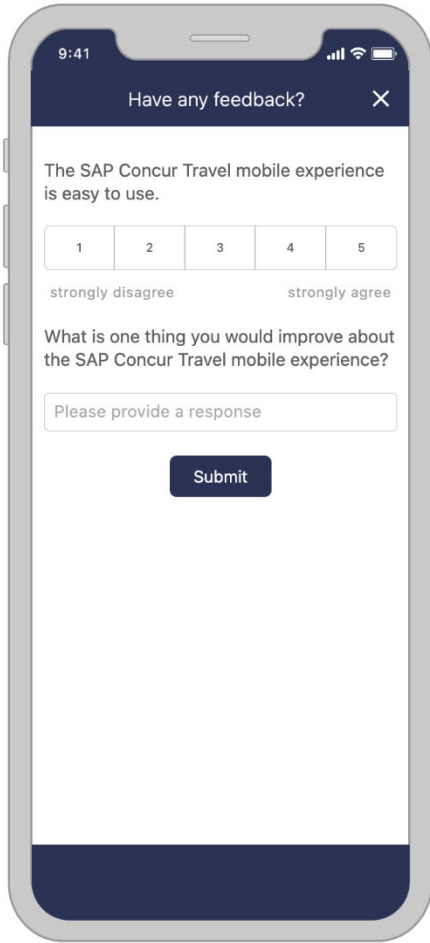 9:41
Have any feedback?
The SAP Concur Travel mobile experience
is easy to use.
1 2 3 4 5
strongly disagree strongly agree
What is one thing you would improve about
the SAP Concur Travel mobile experience?
Please provide a response
Submit